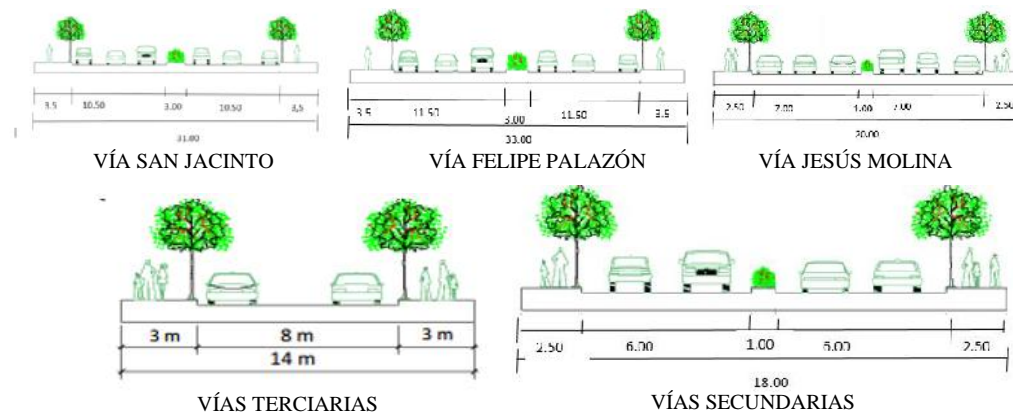 3.5 10.50 3.00 10.50 3,5
31.00
VÍA SAN JACINTO
3.5 11.50 3.00 11.50 3.5
33.00
VÍA FELIPE PALAZÓN
2.50 7.00 1.00 7.00 2.50
20.00
VÍA JESÚS MOLINA
3 m 8 m 3 m
14 m
VÍAS TERCIARIAS
2.50 6.00 1.00 6.00 2.50
18.00
VÍAS SECUNDARIAS